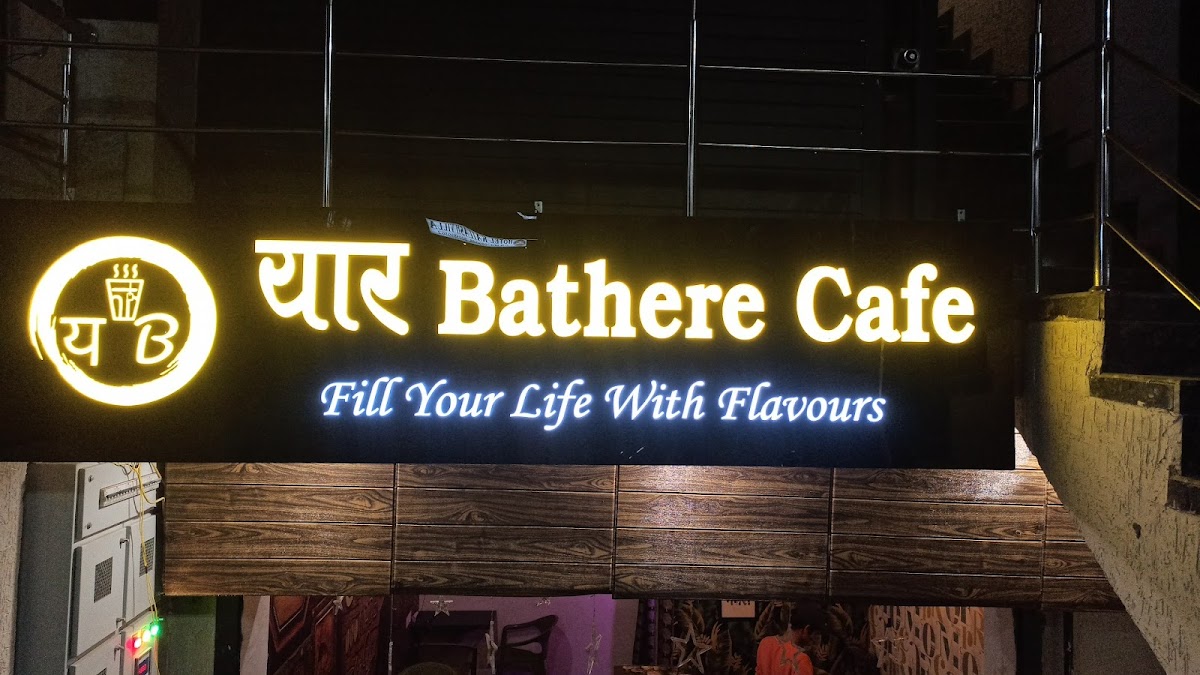 य B
यार Bathere Cafe
Fill Your Life With Flavours